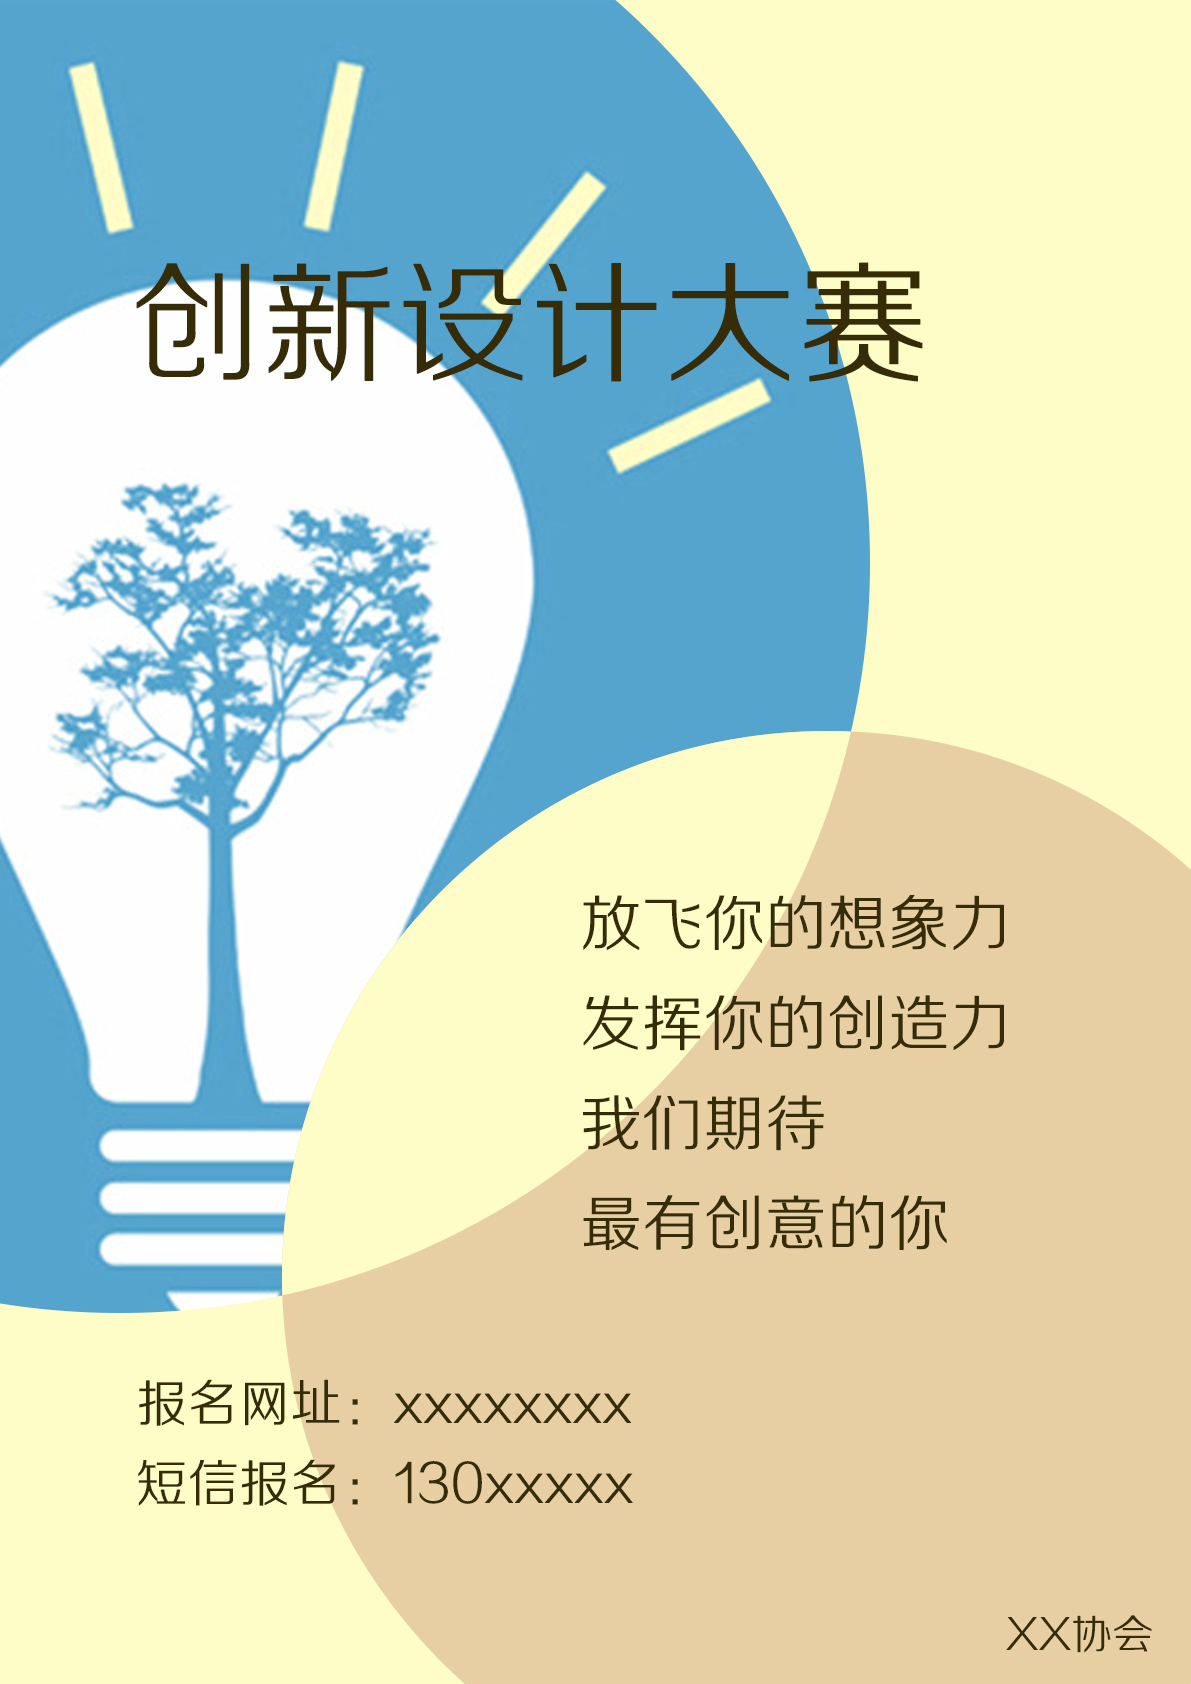 创新设计大赛
放飞你的想象力
发挥你的创造力
我们期待
最有创意的你
报名网址：xxxxxxxx
短信报名：130xxxxx
XX协会